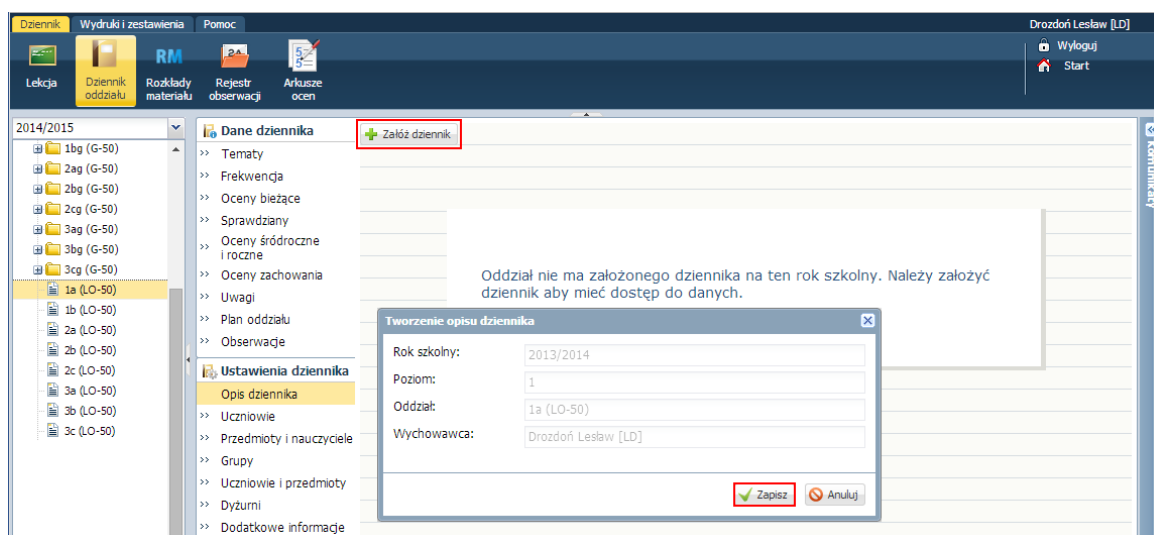 Dziennik Wydruki i zestawienia Pomoc Drozdoń Lesław [LD]
Wyloguj
Start
RM
Lekcja
Dziennik oddziału
Rozkłady materiału
Rejestr obserwacji
Arkusze ocen
2014/2015
1bg (G-50)
2ag (G-50)
2bg (G-50)
2cg (G-50)
3ag (G-50)
3bg (G-50)
3cg (G-50)
1a (LO-50)
1b (LO-50)
2a (LO-50)
2b (LO-50)
2c (LO-50)
3a (LO-50)
3b (LO-50)
3c (LO-50)
Dane dziennika
Tematy
Frekwencja
Oceny bieżące
Sprawdziany
Oceny śródroczne
i roczne
Oceny zachowania
Uwagi
Plan oddziału
Obserwacje
Ustawienia dziennika
Opis dziennika
Uczniowie
Przedmioty i nauczyciele
Grupy
Uczniowie i przedmioty
Dyżurni
Dodatkowe informacje
Załóż dziennik
Oddział nie ma założonego dziennika na ten rok szkolny. Należy założyć
dziennik aby mieć dostęp do danych.
Tworzenie opisu dziennika
Rok szkolny: 2013/2014
Poziom: 1
Oddział: 1a (LO-50)
Wychowawca: Drozdoń Lesław [LD]
Zapisz Anuluj
Komunikaty